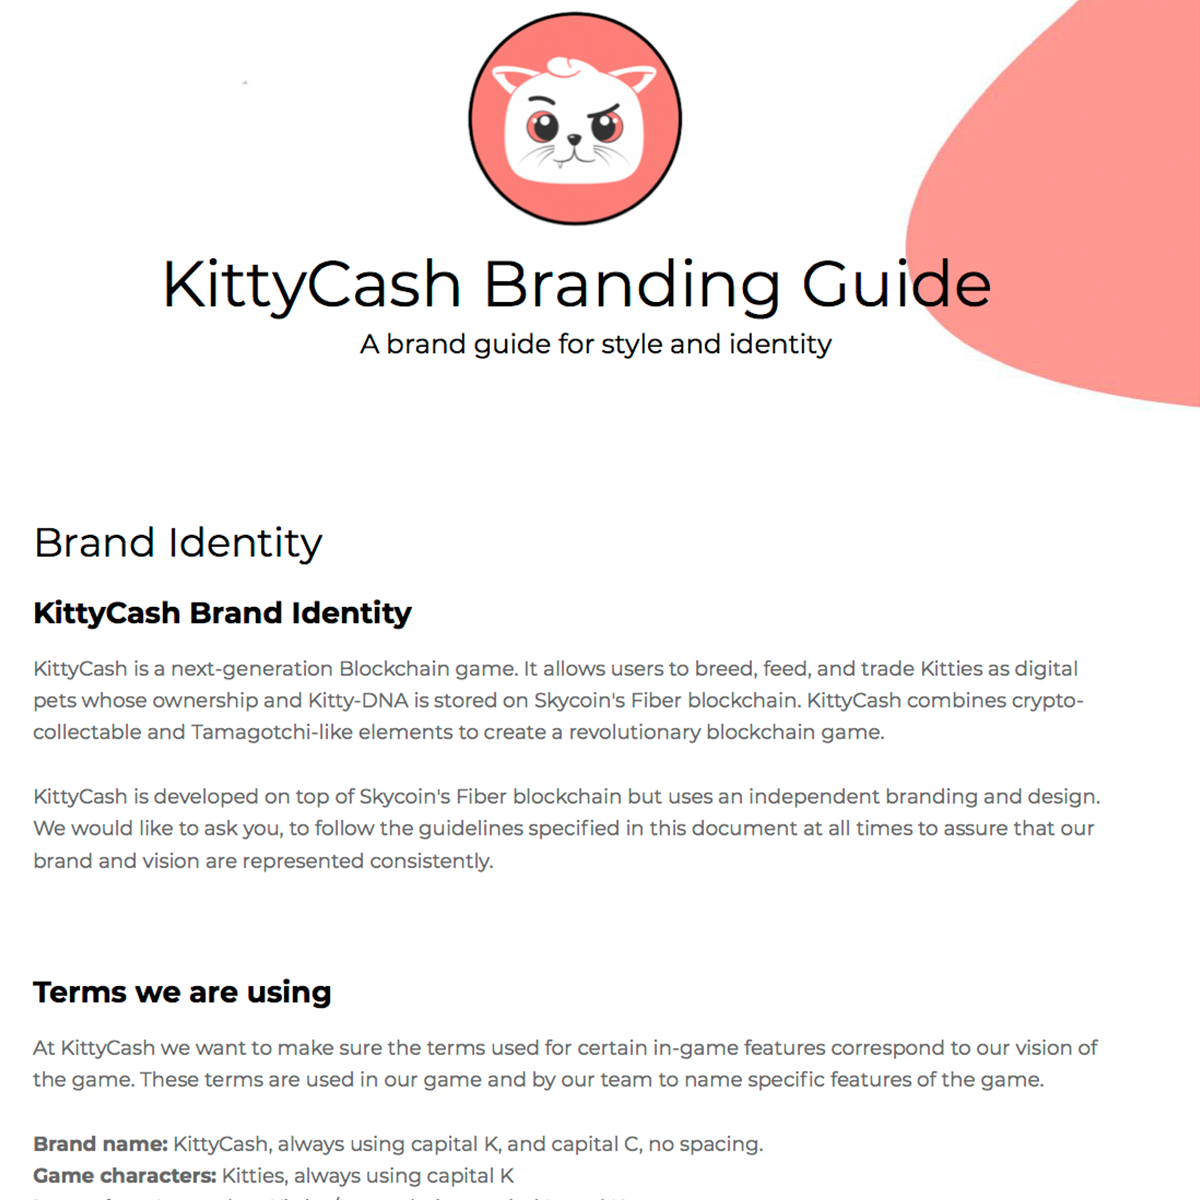 KittyCash Branding Guide
A brand guide for style and identity
Brand Identity
KittyCash Brand Identity
KittyCash is a next-generation Blockchain game. It allows users to breed, feed, and trade Kitties as digital
pets whose ownership and Kitty-DNA is stored on Skycoin's Fiber blockchain. KittyCash combines crypto-
collectable and Tamagotchi-like elements to create a revolutionary blockchain game.
KittyCash is developed on top of Skycoin's Fiber blockchain but uses an independent branding and design.
We would like to ask you, to follow the guidelines specified in this document at all times to assure that our
brand and vision are represented consistently.
Terms we are using
At KittyCash we want to make sure the terms used for certain in-game features correspond to our vision of
the game. These terms are used in our game and by our team to name specific features of the game.
Brand name: KittyCash, always using capital K, and capital C, no spacing.
Game characters: Kitties, always using capital K